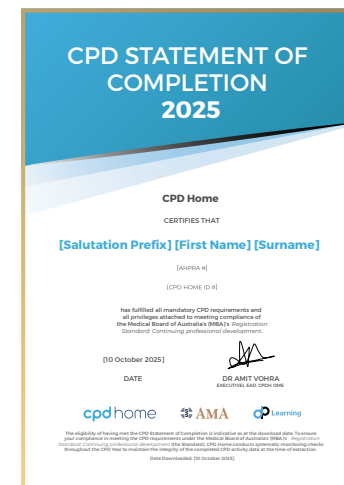 CPD STATEMENT OF
COMPLETION
2025
CPD Home
CERTIFIES THAT
[Salutation Prefix] [First Name] [Surname]
[AHPRA #]
[CPD HOME ID #]
has fulfilled all mandatory CPD requirements and
all privileges attached to meeting compliance of
the Medical Board of Australia's (MBA)'s Registration
Standard: Continuing professional development.
[10 October 2025]
DATE
DR AMIT VOHRA
EXECUTIVEL EAD, CPDH OME
cpdhome
AMA
dP Learning
The eligibility of having met the CPD Statement of Completion is indicative as at the download date. To ensure
your compliance in meeting the CPD requirements under the Medical Board of Australia's (MBA)'s Registration
Standard: Continuing professional development (the Standard); CPD Home conducts systematic monitoring checks
throughout the CPD Year to maintain the integrity of the completed CPD activity data at the time of extraction.
Date Downloaded: [10 October 2025]